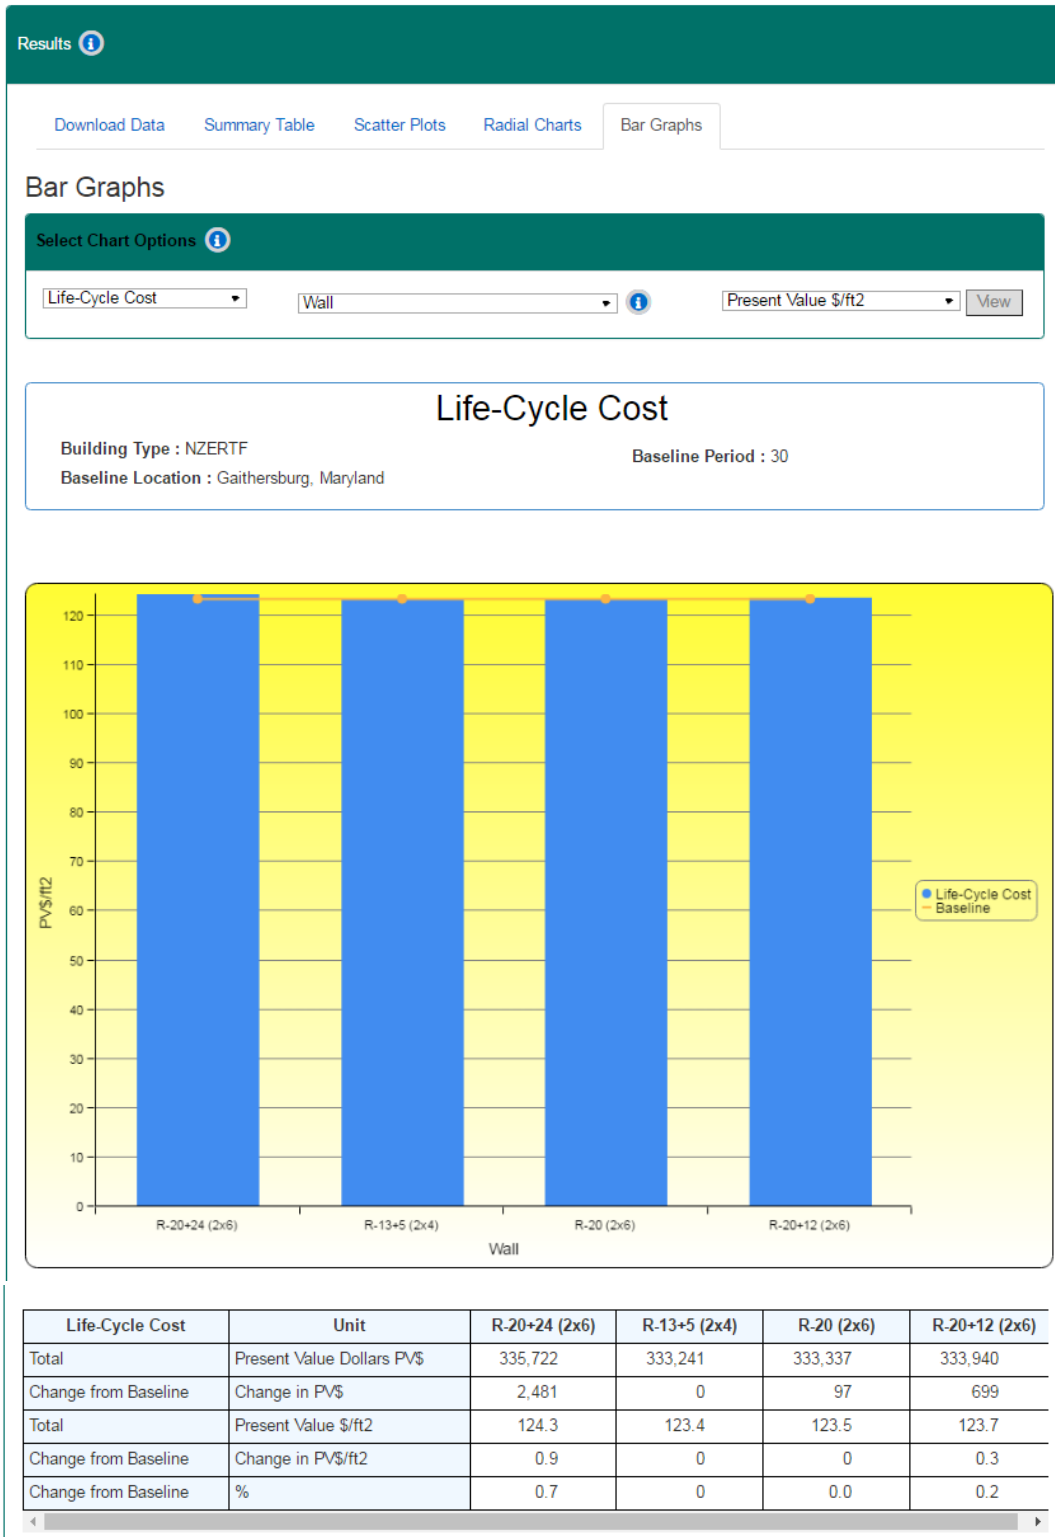 Results
Download Data Summary Table Scatter Plots Radial Charts Bar Graphs
Bar Graphs
Select Chart Options
Life-Cycle Cost Wall Present Value $/ft2 View
Life-Cycle Cost
Building Type : NZERTF
Baseline Period : 30
Baseline Location : Gaithersburg, Maryland
120
110
100
90
80
70
60
50
40
30
20
10
0
PV$/ft2
Life-Cycle Cost
Baseline
R-20+24 (2x6) R-13+5 (2x4) R-20 (2x6) R-20+12 (2x6)
Wall
Life-Cycle Cost Unit R-20+24 (2x6) R-13+5 (2x4) R-20 (2x6) R-20+12 (2x6)
Total Present Value Dollars PV$ 335,722 333,241 333,337 333,940
Change from Baseline Change in PV$ 2,481 0 97 699
Total Present Value $/ft2 124.3 123.4 123.5 123.7
Change from Baseline Change in PV$/ft2 0.9 0 0 0.3
Change from Baseline % 0.7 0 0.0 0.2